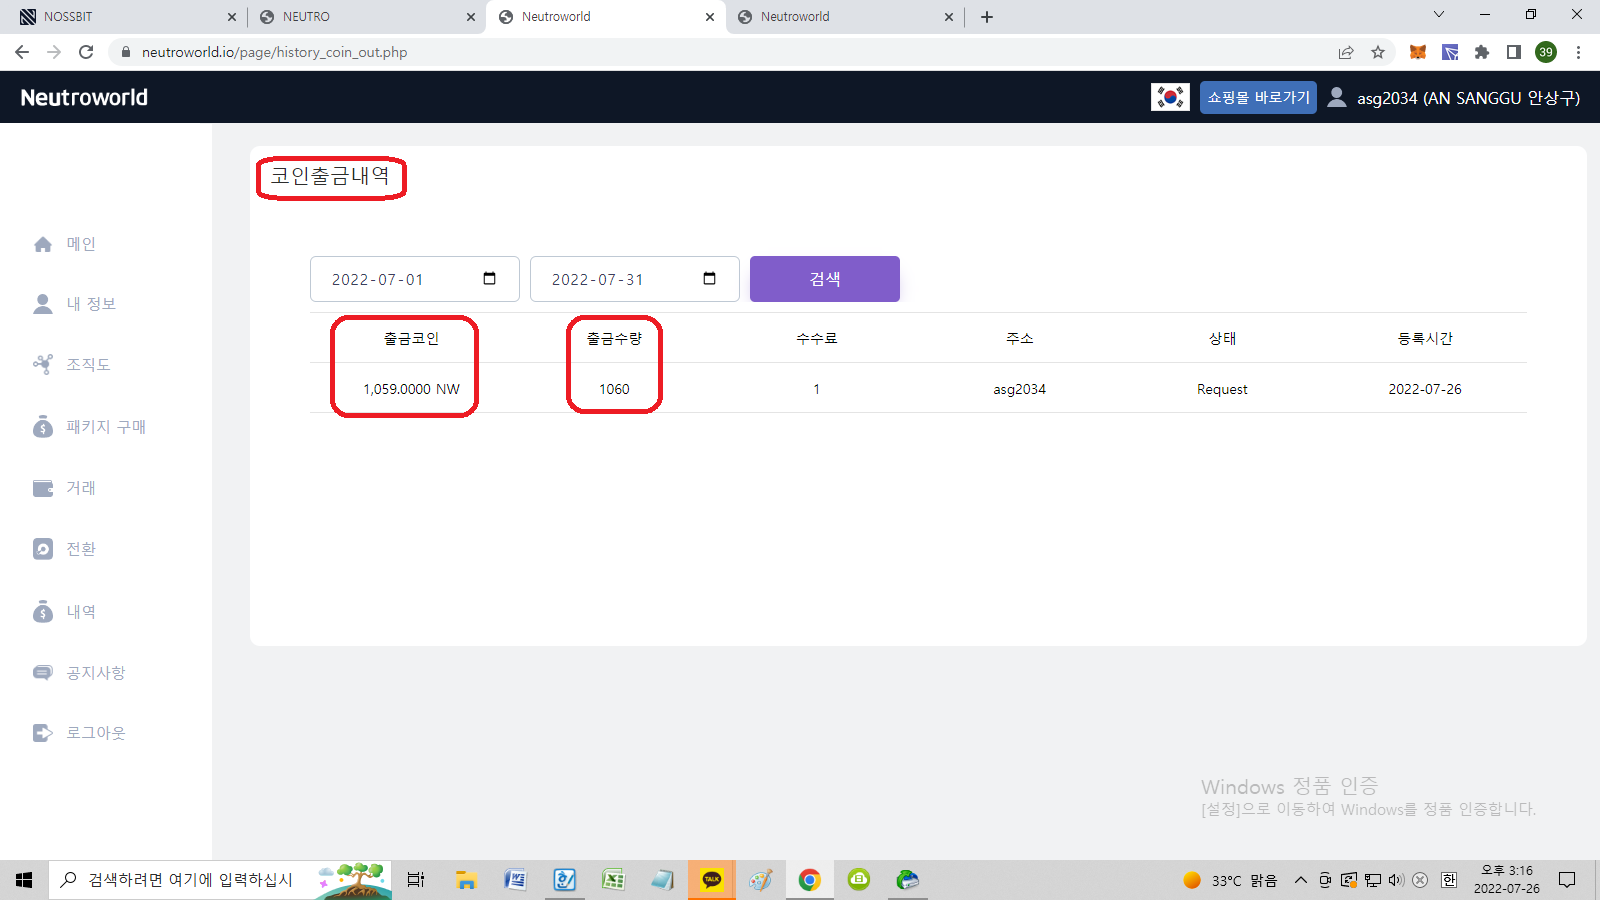 NOSSBIT
NEUTRO
Neutroworld
Neutroworld
neutroworld.io/page/history_coin_out.php
39
Neutroworld
쇼핑몰 바로가기
asg2034 (AN SANGGU 안상구)
코인출금내역
메인
내 정보
조직도
패키지 구매
거래
전환
내역
공지사항
로그아웃
2022-07-01
2022-07-31
검색
출금코인 출금수량 수수료 주소 상태 등록시간
1,059.0000 NW 1060 1 asg2034 Request 2022-07-26
Windows 정품 인증
[설정]으로 이동하여 Windows를 정품 인증합니다.
검색하려면 여기에 입력하십시
TALK
33°C 맑음
한
오후 3:16
2022-07-26